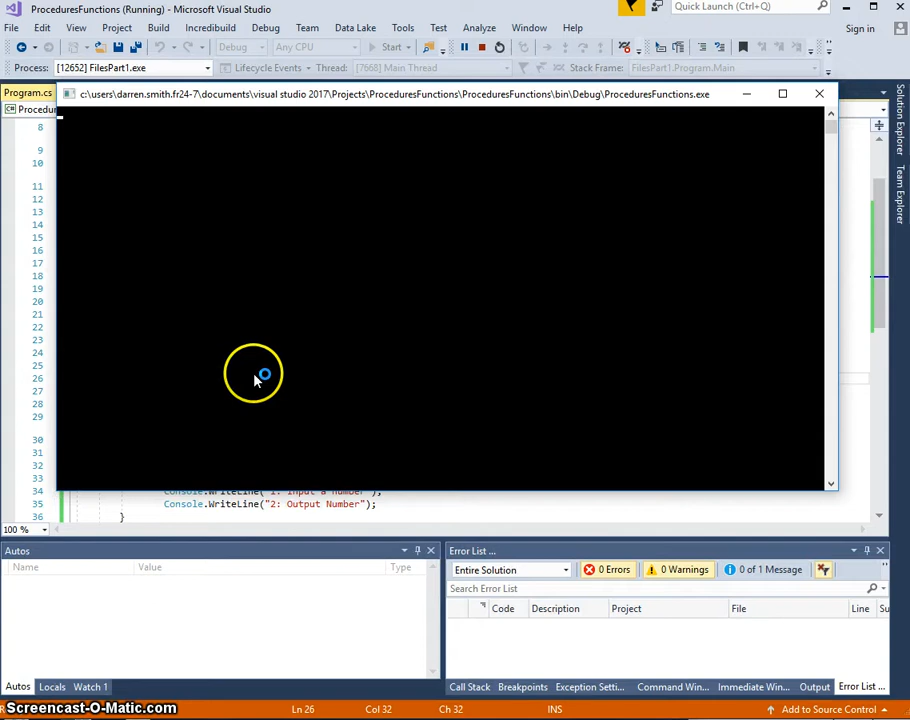 ProceduresFunctions (Running) - Microsoft Visual Studio
Quick Launch (Ctrl+Q)
File Edit View Project Build Incredibuild Debug Team Data Lake Tools Test Analyze Window Help
Sign in
Debug Any CPU Start
Process: [12652] FilesPart1.exe Lifecycle Events Thread: [7668] Main Thread Stack Frame: FilesPart1.Program.Main
Program.cs
c:\users\darren.smith.fr24-7\documents\visual studio 2017\Projects\ProceduresFunctions\ProceduresFunctions\bin\Debug\ProceduresFunctions.exe
Solution Explorer
Team Explorer
8
9
10
11
12
13
14
15
16
17
18
19
20
21
22
23
24
25
26
27
28
29
30
31
32
33
34 Console.WriteLine("1: Input a Number");
35 Console.WriteLine("2: Output Number");
36 }
100 %
Autos
Name Value Type
Autos Locals Watch 1
Error List ...
Entire Solution 0 Errors 0 Warnings 0 of 1 Message
Search Error List
Code Description Project File Line Su
Call Stack Breakpoints Exception Setti... Command Win... Immediate Win... Output Error List ...
Screencast-O-Matic.com
Ln 26 Col 32 Ch 32 INS Add to Source Control